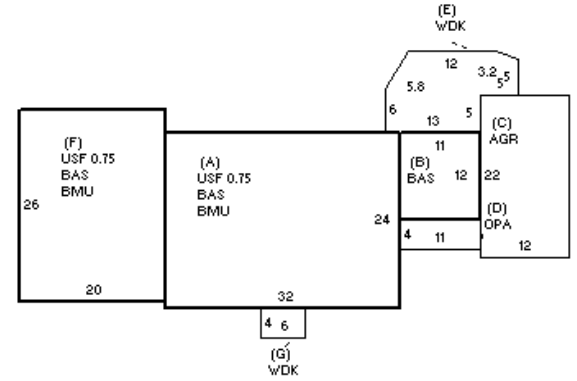 (E)
WDK
12
3.2
5
5
5.8
6
5
13
(F)
USF 0.75
BAS
BMU
26
20
(A)
USF 0.75
BAS
BMU
24
32
11
(B)
BAS
12
(C)
AGR
22
(D)
OPA
12
4
11
4
6
(G)
WDK